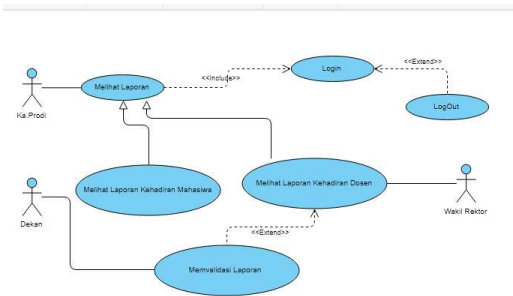 Login
<<Extend>>
<<Include>>
Melihat Laporan
LogOut
Ka.Prodi
Melihat Laporan Kehadiran Mahasiwa
Melihat Laporan Kehadiran Dosen
Dekan
Wakil Rektor
<<Extend>>
Memvalidasi Laporan